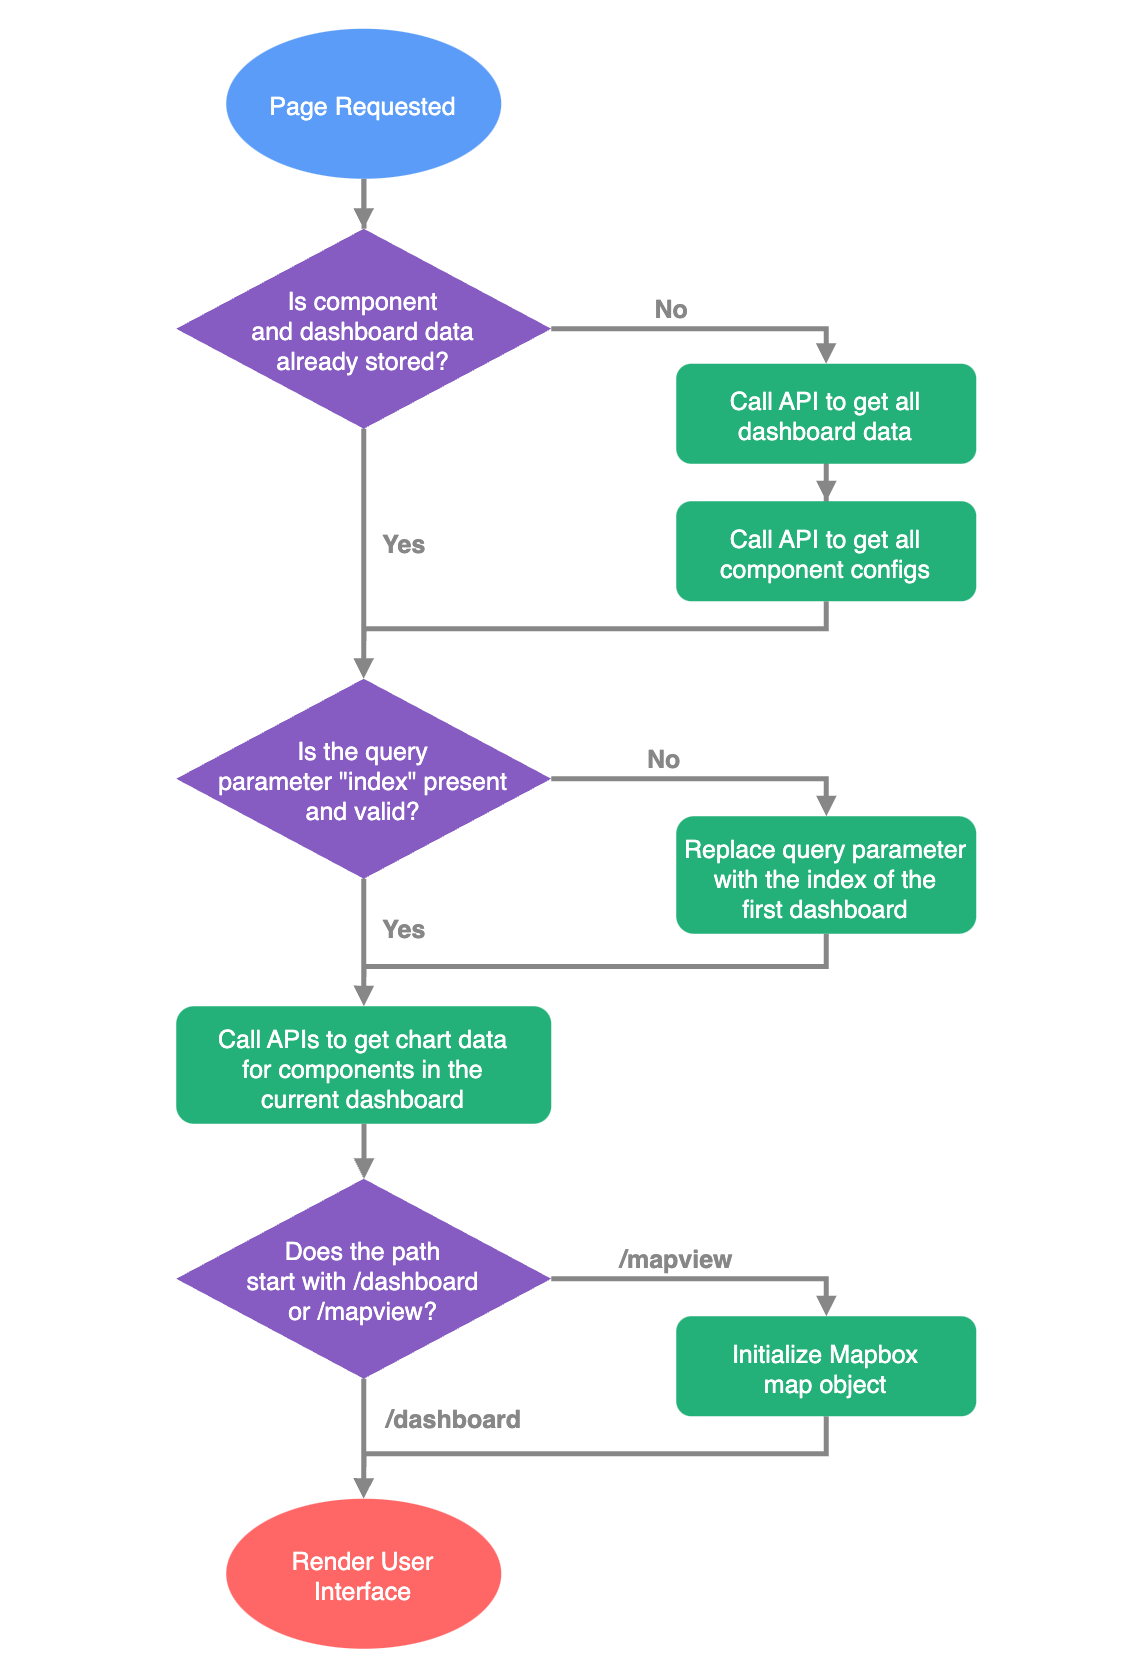 Page Requested
Is component
and dashboard data
already stored?
No
Call API to get all
dashboard data
Call API to get all
component configs
Yes
Is the query
parameter "index" present
and valid?
No
Replace query parameter
with the index of the
first dashboard
Yes
Call APIs to get chart data
for components in the
current dashboard
Does the path
start with /dashboard
or /mapview?
/mapview
Initialize Mapbox
map object
/dashboard
Render User
Interface